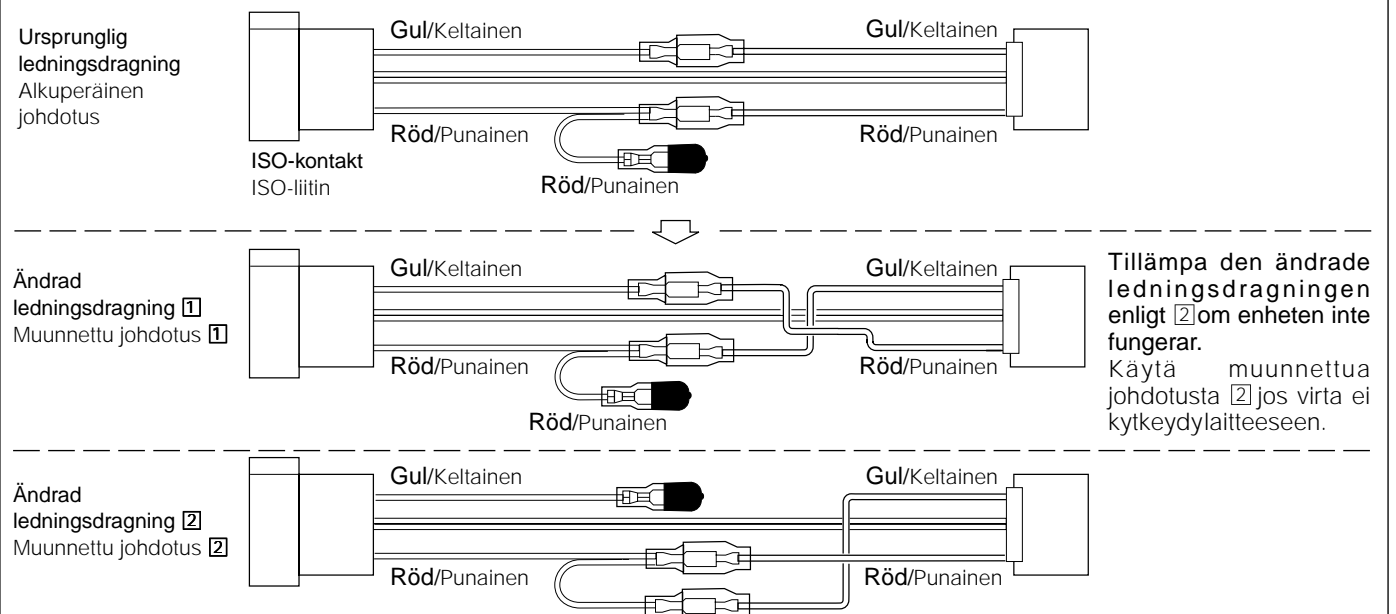 Ursprunglig
ledningsdragning
Alkuperäinen
johdotus
Gul/Keltainen
Gul/Keltainen
Röd/Punainen
Röd/Punainen
ISO-kontakt
ISO-liitin
Röd/Punainen
Ändrad
ledningsdragning 1
Muunnettu johdotus 1
Gul/Keltainen
Gul/Keltainen
Röd/Punainen
Röd/Punainen
Röd/Punainen
Tillämpa den ändrade
ledningsdragningen
enligt 2 om enheten inte
fungerar.
Käytä muunnettua
johdotusta 2 jos virta ei
kytkeydylaitteeseen.
Ändrad
ledningsdragning 2
Muunnettu johdotus 2
Gul/Keltainen
Gul/Keltainen
Röd/Punainen
Röd/Punainen